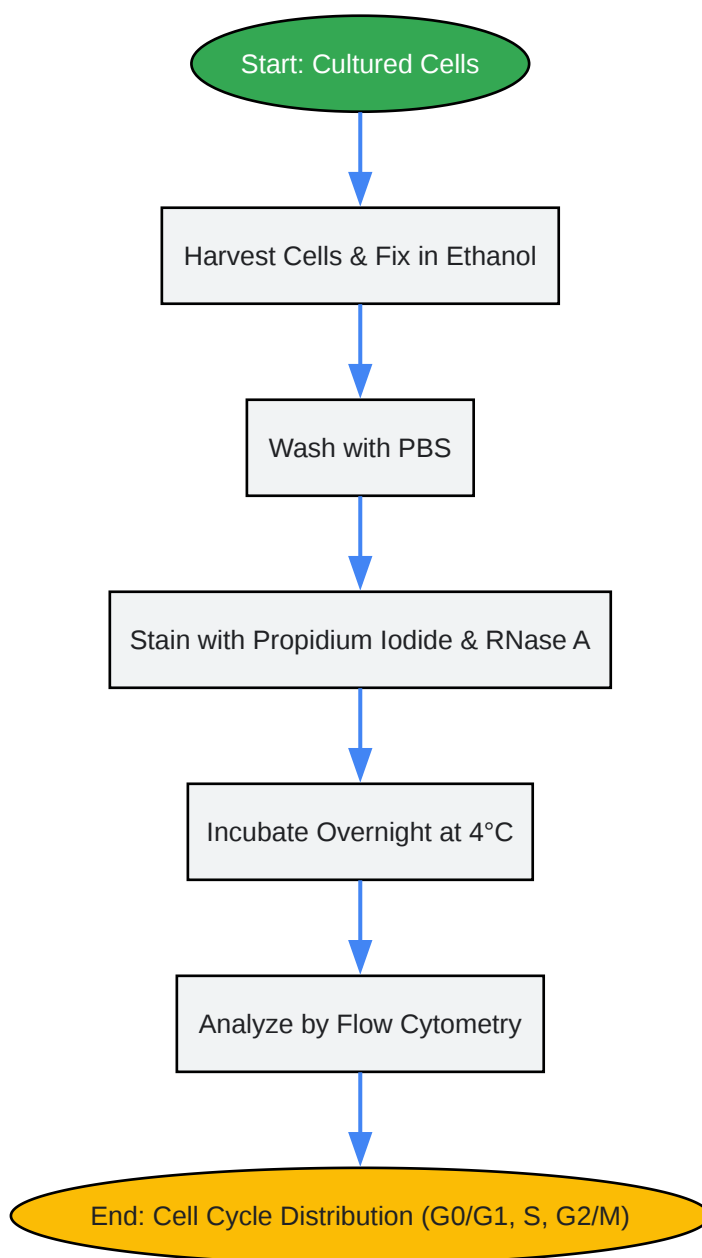 Start: Cultured Cells
Harvest Cells & Fix in Ethanol
Wash with PBS
Stain with Propidium Iodide & RNase A
Incubate Overnight at 4°C
Analyze by Flow Cytometry
End: Cell Cycle Distribution (G0/G1, S, G2/M)